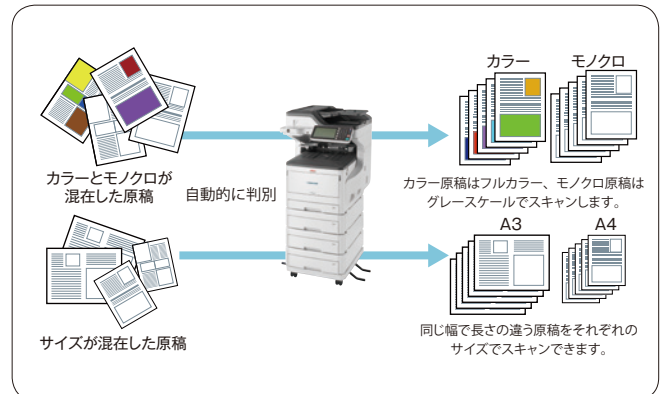 カラー
モノクロ
カラーとモノクロが
混在した原稿
自動的に判別
カラー原稿はフルカラー、モノクロ原稿は
グレースケールでスキャンします。
A3
A4
サイズが混在した原稿
同じ幅で長さの違う原稿をそれぞれの
サイズでスキャンできます。